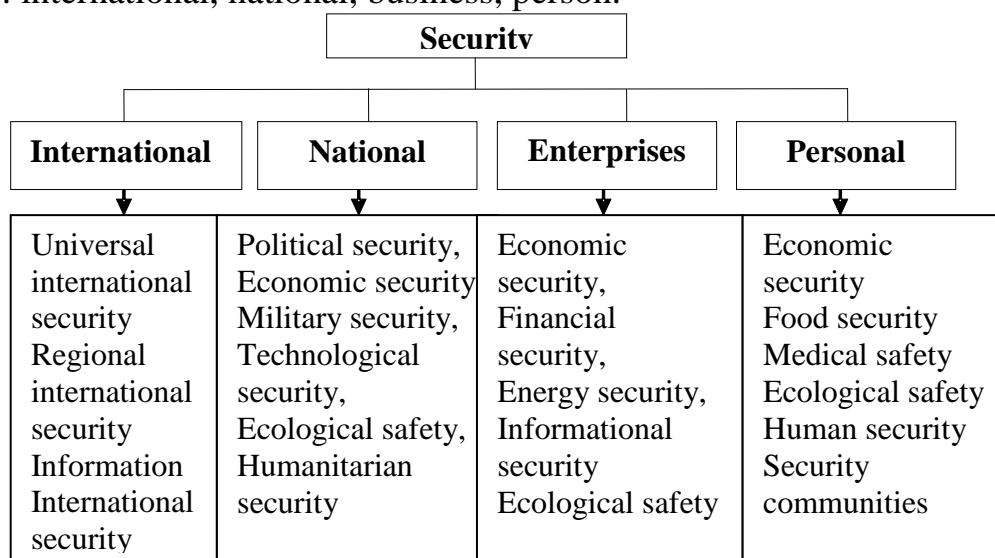 : international, national, business, person.
Security
International
National
Enterprises
Personal
Universal
international
security
Regional
international
security
Information
International
security
Political security,
Economic security
Military security,
Technological
security,
Ecological safety,
Humanitarian
security
Economic
security,
Financial
security,
Energy security,
Informational
security
Ecological safety
Economic
security
Food security
Medical safety
Ecological safety
Human security
Security
communities